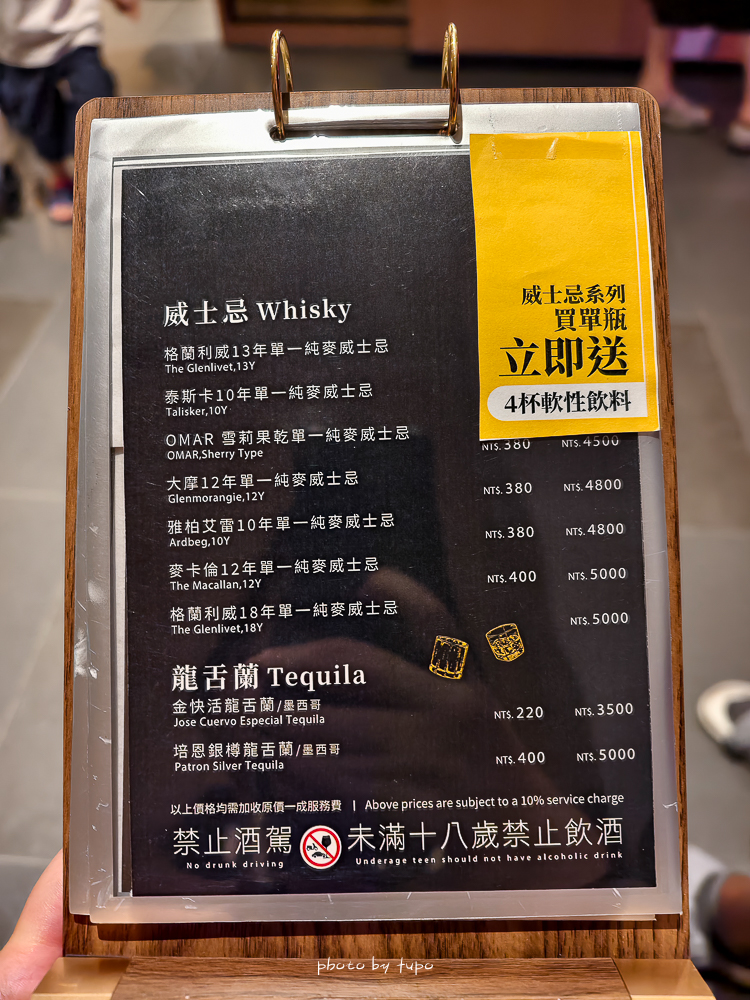 威士忌系列
買單瓶
立即送
4杯軟性飲料
威士忌 Whisky
格蘭利威13年單一純麥威士忌
The Glenlivet,13Y
泰斯卡10年單一純麥威士忌
Talisker,10Y
OMAR 雪莉果乾單一純麥威士忌 NT$.380 NT$.4500
OMAR,Sherry Type
大摩12年單一純麥威士忌 NT$.380 NT$.4800
Glenmorangie,12Y
雅柏艾雷10年單一純麥威士忌 NT$.380 NT$.4800
Ardbeg,10Y
麥卡倫12年單一純麥威士忌 NT$.400 NT$.5000
The Macallan,12Y
格蘭利威18年單一純麥威士忌 NT$.5000
The Glenlivet,18Y
龍舌蘭 Tequila
金快活龍舌蘭/墨西哥 NT$.220 NT$.3500
Jose Cuervo Especial Tequila
培恩銀樽龍舌蘭/墨西哥 NT$.400 NT$.5000
Patron Silver Tequila
以上價格均需加收原價一成服務費 | Above prices are subject to a 10% service charge
禁止酒駕 未滿十八歲禁止飲酒
No drunk driving Underage teen should not have alcoholic drink
photo by tupo